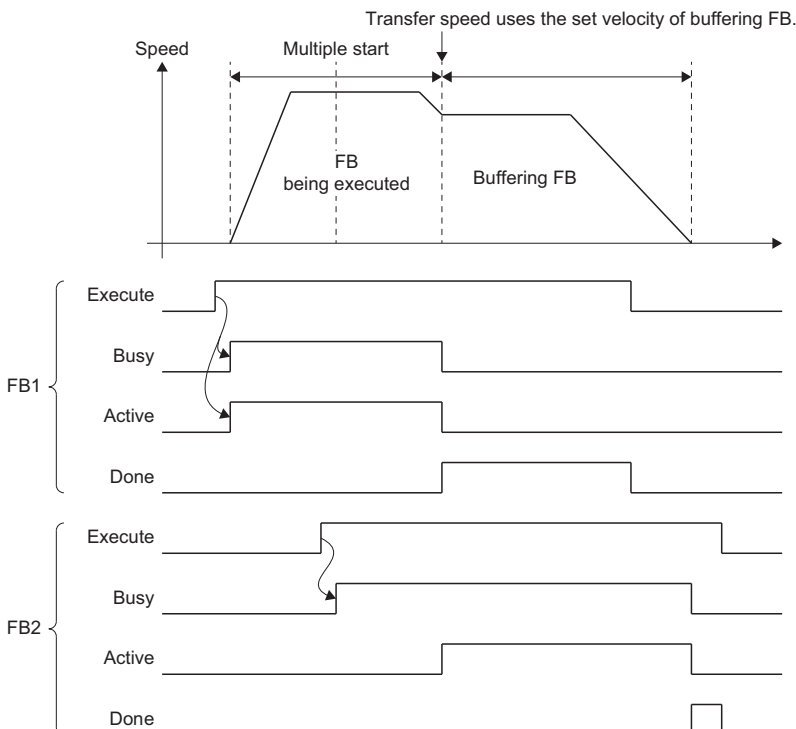 Transfer speed uses the set velocity of buffering FB.
Speed
Multiple start
FB
being executed
Buffering FB
FB1
Execute
Busy
Active
Done
FB2
Execute
Busy
Active
Done